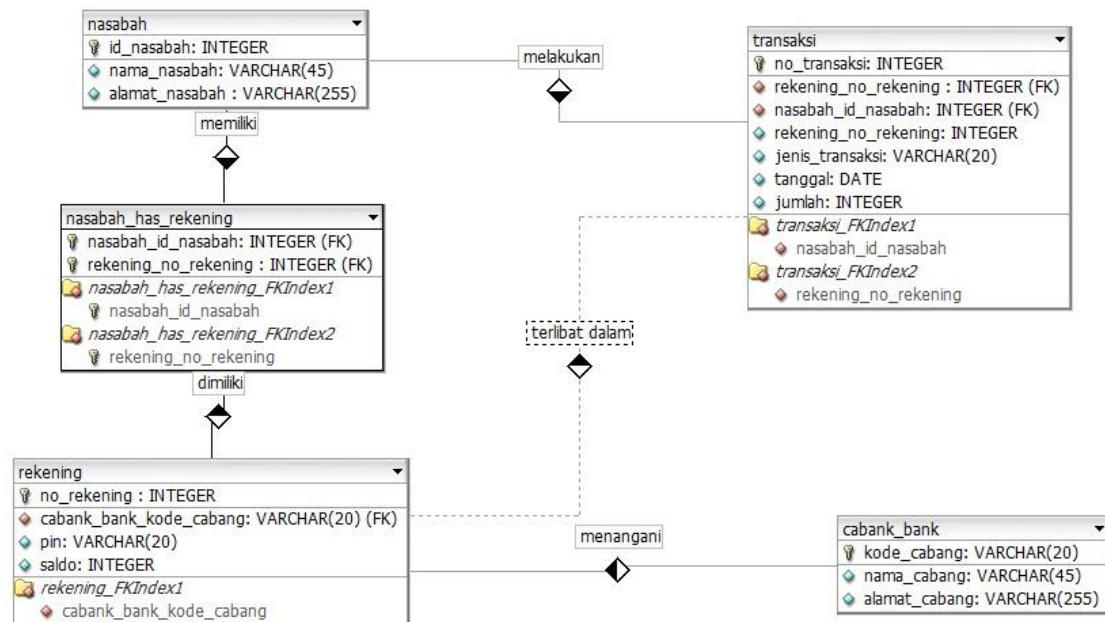 nasabah
id_nasabah: INTEGER
nama_nasabah: VARCHAR(45)
alamat_nasabah : VARCHAR(255)
melakukan
transaksi
no_transaksi: INTEGER
rekening_no_rekening : INTEGER (FK)
nasabah_id_nasabah: INTEGER (FK)
rekening_no_rekening: INTEGER
jenis_transaksi: VARCHAR(20)
tanggal: DATE
jumlah: INTEGER
transaksi_FKIndex1
nasabah_id_nasabah
transaksi_FKIndex2
rekening_no_rekening
memiliki
nasabah_has_rekening
nasabah_id_nasabah: INTEGER (FK)
rekening_no_rekening : INTEGER (FK)
nasabah_has_rekening_FKIndex1
nasabah_id_nasabah
nasabah_has_rekening_FKIndex2
rekening_no_rekening
terlibat dalam
dimiliki
rekening
no_rekening : INTEGER
cabank_bank_kode_cabang: VARCHAR(20) (FK)
pin: VARCHAR(20)
saldo: INTEGER
rekening_FKIndex1
cabank_bank_kode_cabang
menangani
cabank_bank
kode_cabang: VARCHAR(20)
nama_cabang: VARCHAR(45)
alamat_cabang: VARCHAR(255)